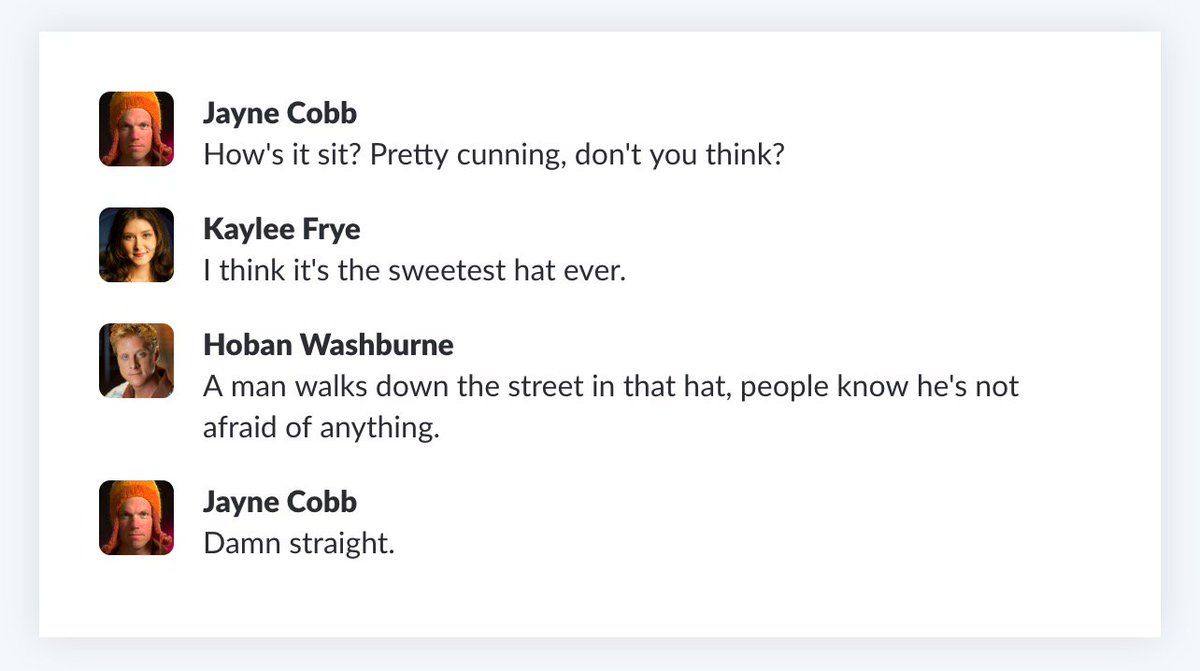 Jayne Cobb
How's it sit? Pretty cunning, don't you think?
Kaylee Frye
I think it's the sweetest hat ever.
Hoban Washburne
A man walks down the street in that hat, people know he's not
afraid of anything.
Jayne Cobb
Damn straight.